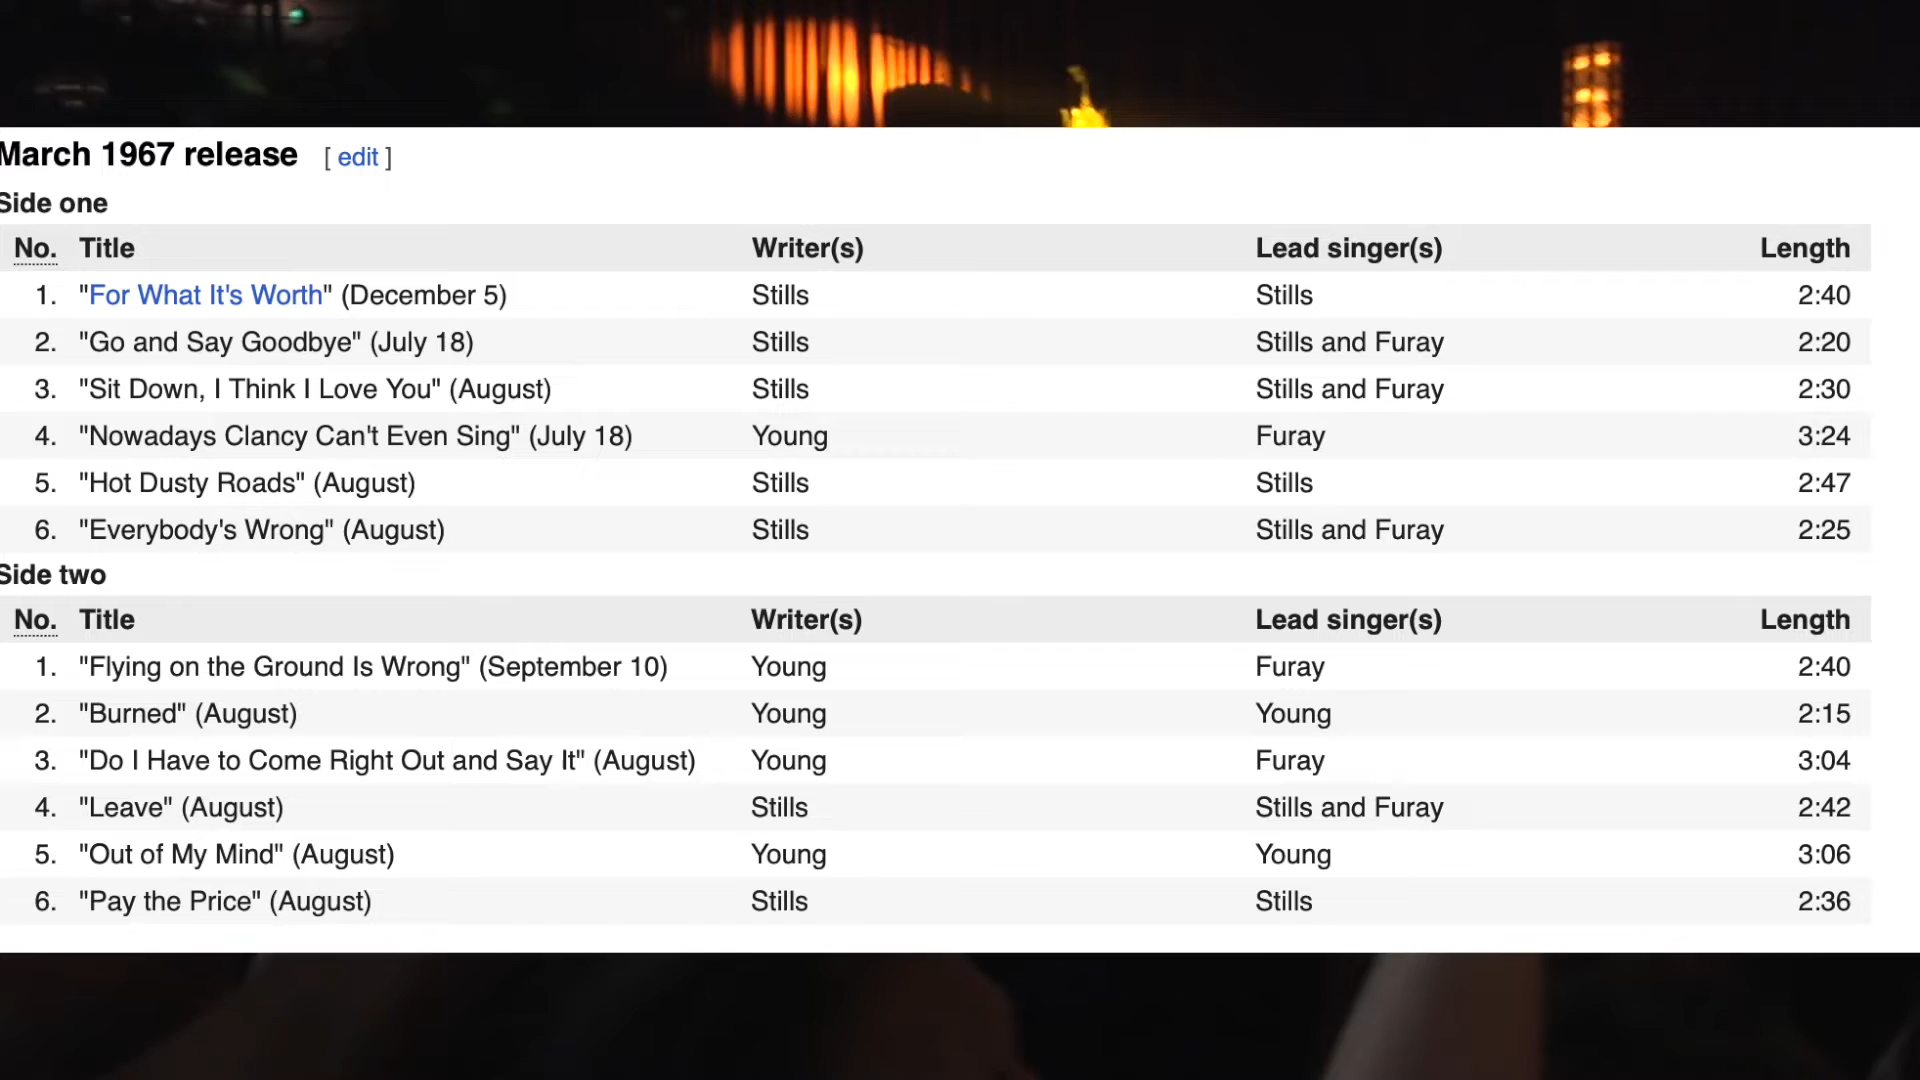 March 1967 release [ edit ]
Side one
No. Title Writer(s) Lead singer(s) Length
1. "For What It's Worth" (December 5) Stills Stills 2:40
2. "Go and Say Goodbye" (July 18) Stills Stills and Furay 2:20
3. "Sit Down, I Think I Love You" (August) Stills Stills and Furay 2:30
4. "Nowadays Clancy Can't Even Sing" (July 18) Young Furay 3:24
5. "Hot Dusty Roads" (August) Stills Stills 2:47
6. "Everybody's Wrong" (August) Stills Stills and Furay 2:25
Side two
No. Title Writer(s) Lead singer(s) Length
1. "Flying on the Ground Is Wrong" (September 10) Young Furay 2:40
2. "Burned" (August) Young Young 2:15
3. "Do I Have to Come Right Out and Say It" (August) Young Furay 3:04
4. "Leave" (August) Stills Stills and Furay 2:42
5. "Out of My Mind" (August) Young Young 3:06
6. "Pay the Price" (August) Stills Stills 2:36